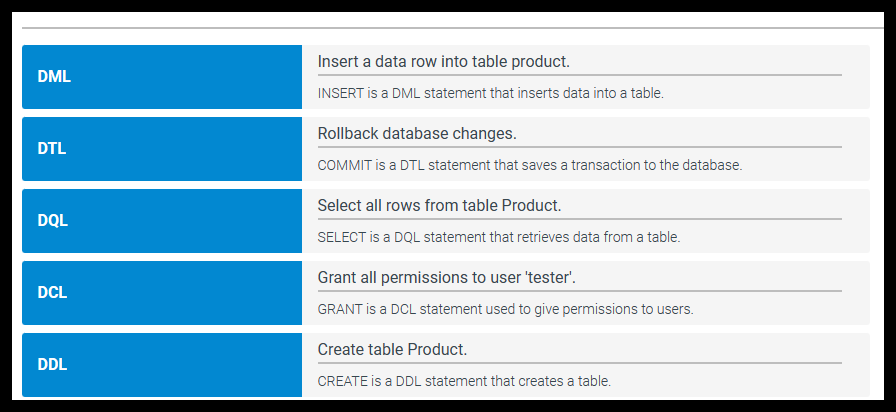 DML
Insert a data row into table product.
INSERT is a DML statement that inserts data into a table.
DTL
Rollback database changes.
COMMIT is a DTL statement that saves a transaction to the database.
DQL
Select all rows from table Product.
SELECT is a DQL statement that retrieves data from a table.
DCL
Grant all permissions to user 'tester'.
GRANT is a DCL statement used to give permissions to users.
DDL
Create table Product.
CREATE is a DDL statement that creates a table.